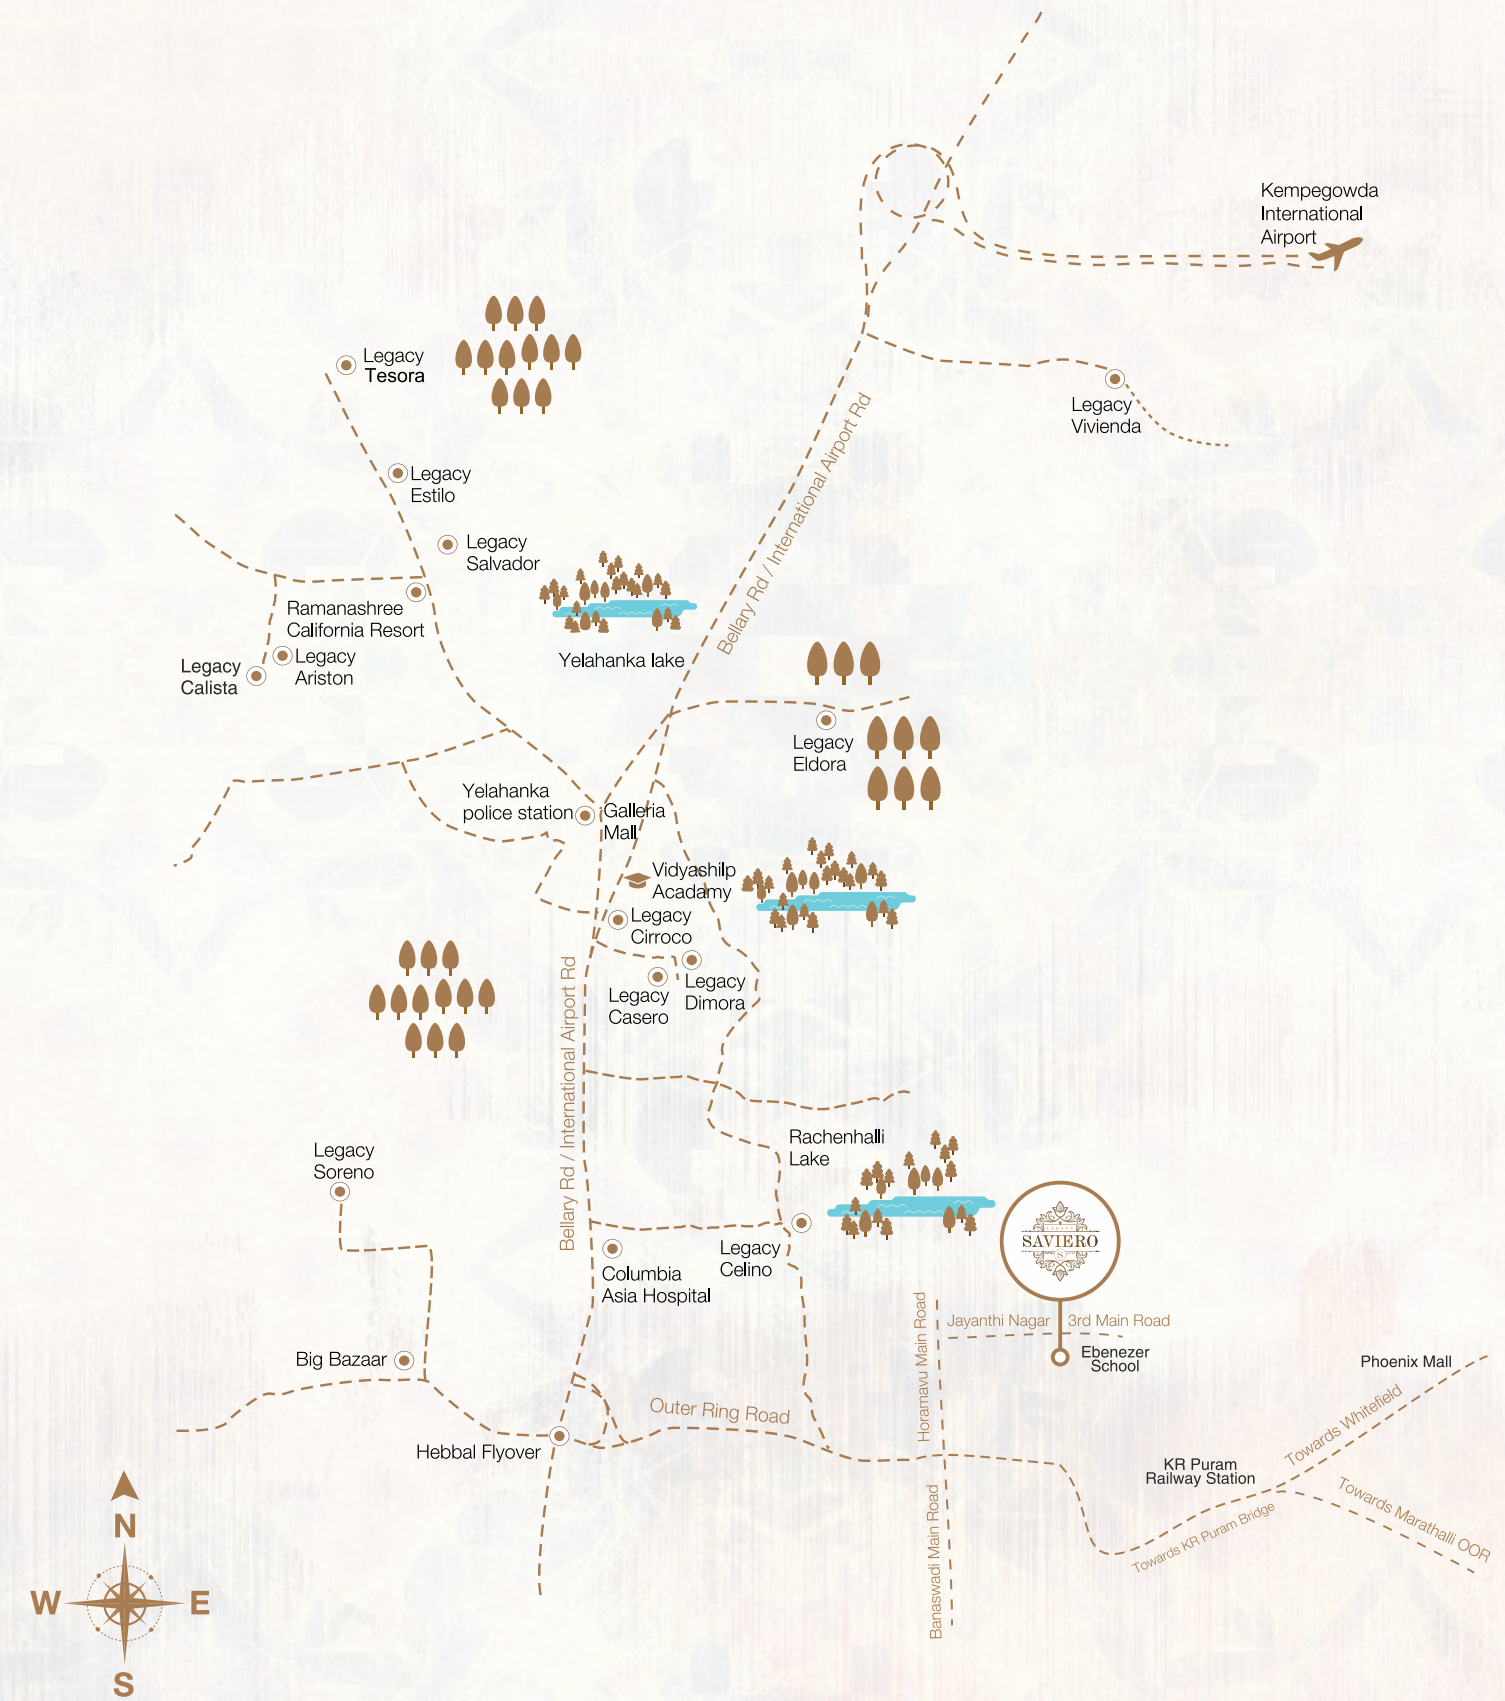 Kempegowda
International
Airport
Legacy
Tesora
Legacy
Vivienda
Bellary Rd / International Airport Rd
Legacy
Estilo
Legacy
Salvador
Ramanashree
California Resort
Legacy
Ariston
Legacy
Calista
Yelahanka lake
Legacy
Eldora
Yelahanka
police station
Galleria
Mall
Vidyashilp
Acadamy
Legacy
Cirroco
Legacy
Dimora
Legacy
Casero
Bellary Rd / International Airport Rd
Rachenhalli
Lake
Legacy
Soreno
SAVIERO
S
Legacy
Celino
Columbia
Asia Hospital
Horamavu Main Road
Jayanthi Nagar
3rd Main Road
Ebenezer
School
Big Bazaar
Phoenix Mall
Outer Ring Road
Towards Whitefield
Hebbal Flyover
KR Puram
Railway Station
Banaswadi Main Road
Towards KR Puram Bridge
Towards Marathalli OOR
N
W
E
S